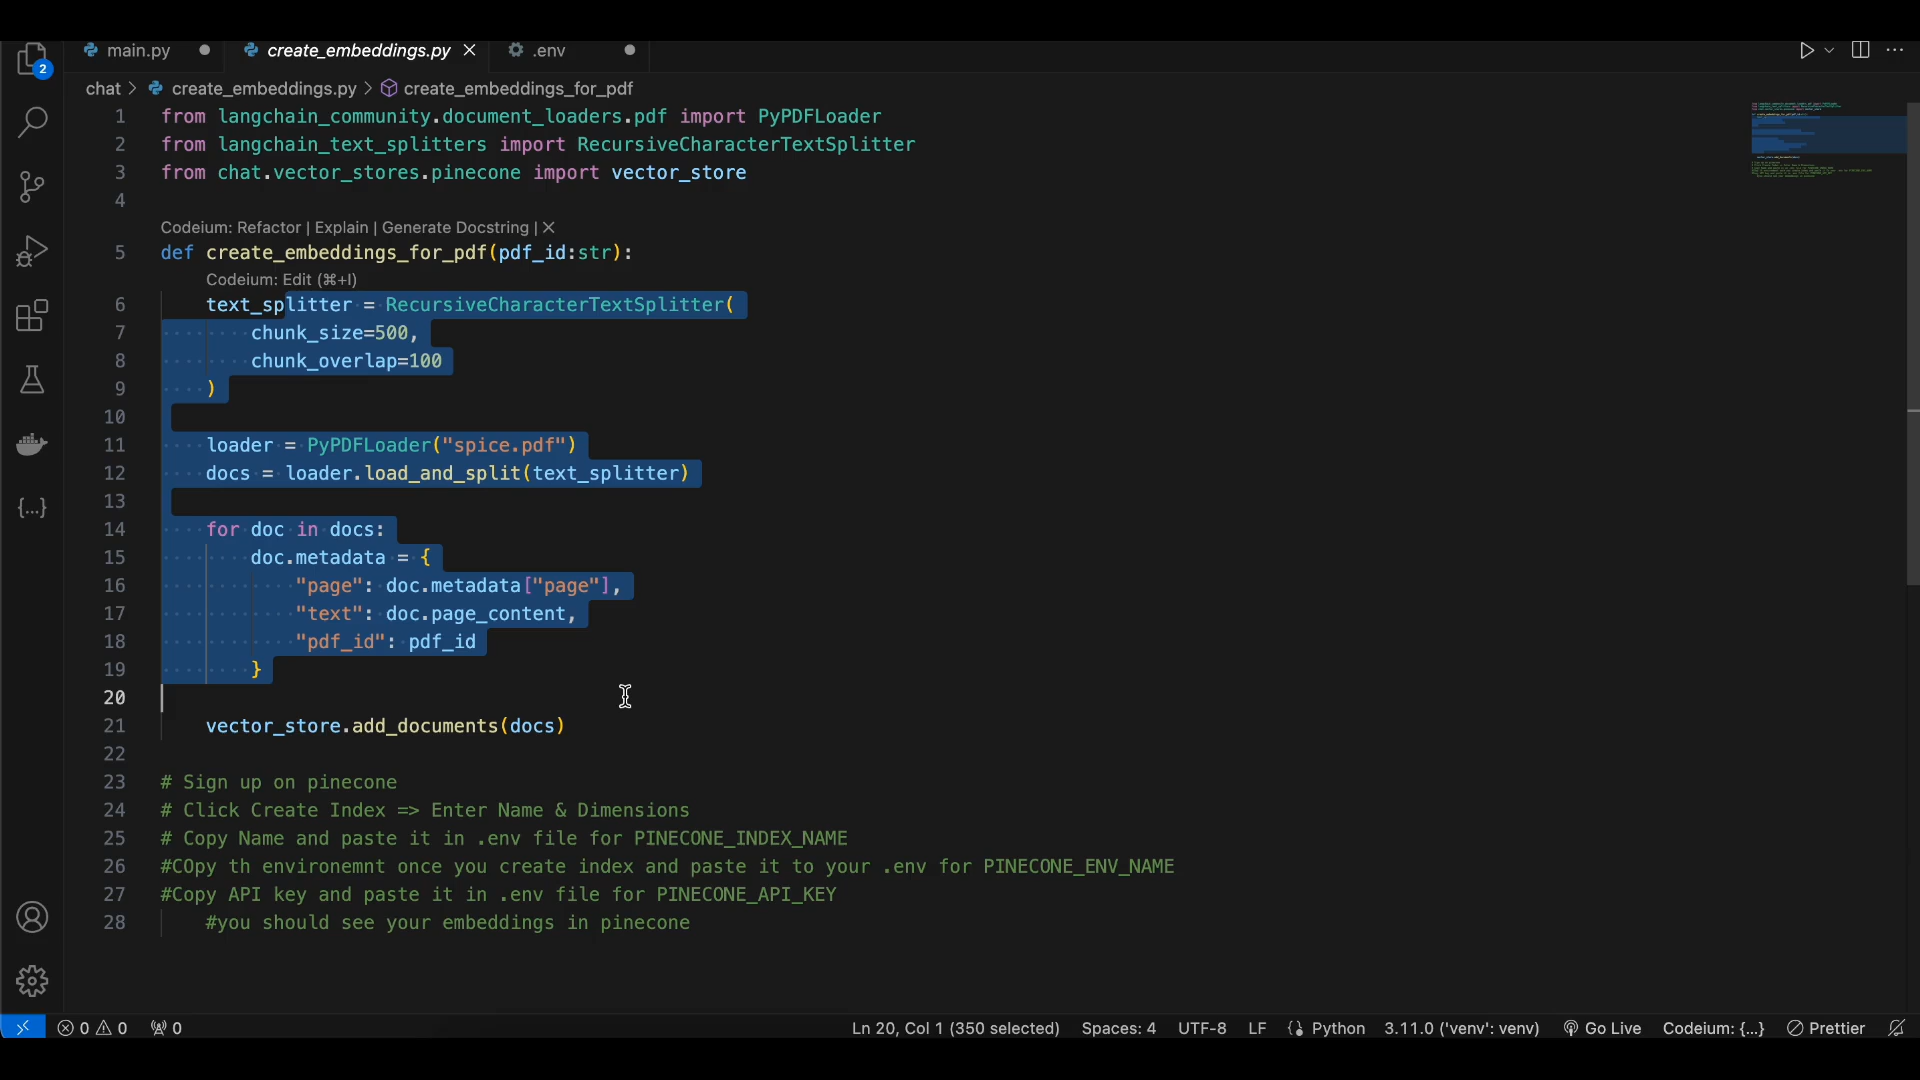 2
main.py
create_embeddings.py
.env
chat > create_embeddings.py > create_embeddings_for_pdf
1 from langchain_community.document_loaders.pdf import PyPDFLoader
2 from langchain_text_splitters import RecursiveCharacterTextSplitter
3 from chat.vector_stores.pinecone import vector_store
4
Codeium: Refactor | Explain | Generate Docstring | X
5 def create_embeddings_for_pdf(pdf_id:str):
Codeium: Edit (⌘+I)
6     text_splitter = RecursiveCharacterTextSplitter(
7         chunk_size=500,
8         chunk_overlap=100
9     )
10
11     loader = PyPDFLoader("spice.pdf")
12     docs = loader.load_and_split(text_splitter)
13
14     for doc in docs:
15         doc.metadata = {
16             "page": doc.metadata["page"],
17             "text": doc.page_content,
18             "pdf_id": pdf_id
19         }
20
21     vector_store.add_documents(docs)
22
23 # Sign up on pinecone
24 # Click Create Index => Enter Name & Dimensions
25 # Copy Name and paste it in .env file for PINECONE_INDEX_NAME
26 #COpy th environemnt once you create index and paste it to your .env for PINECONE_ENV_NAME
27 #Copy API key and paste it in .env file for PINECONE_API_KEY
28     #you should see your embeddings in pinecone
0 0 0 Ln 20, Col 1 (350 selected) Spaces: 4 UTF-8 LF Python 3.11.0 ('venv': venv) Go Live Codeium: {...} Prettier